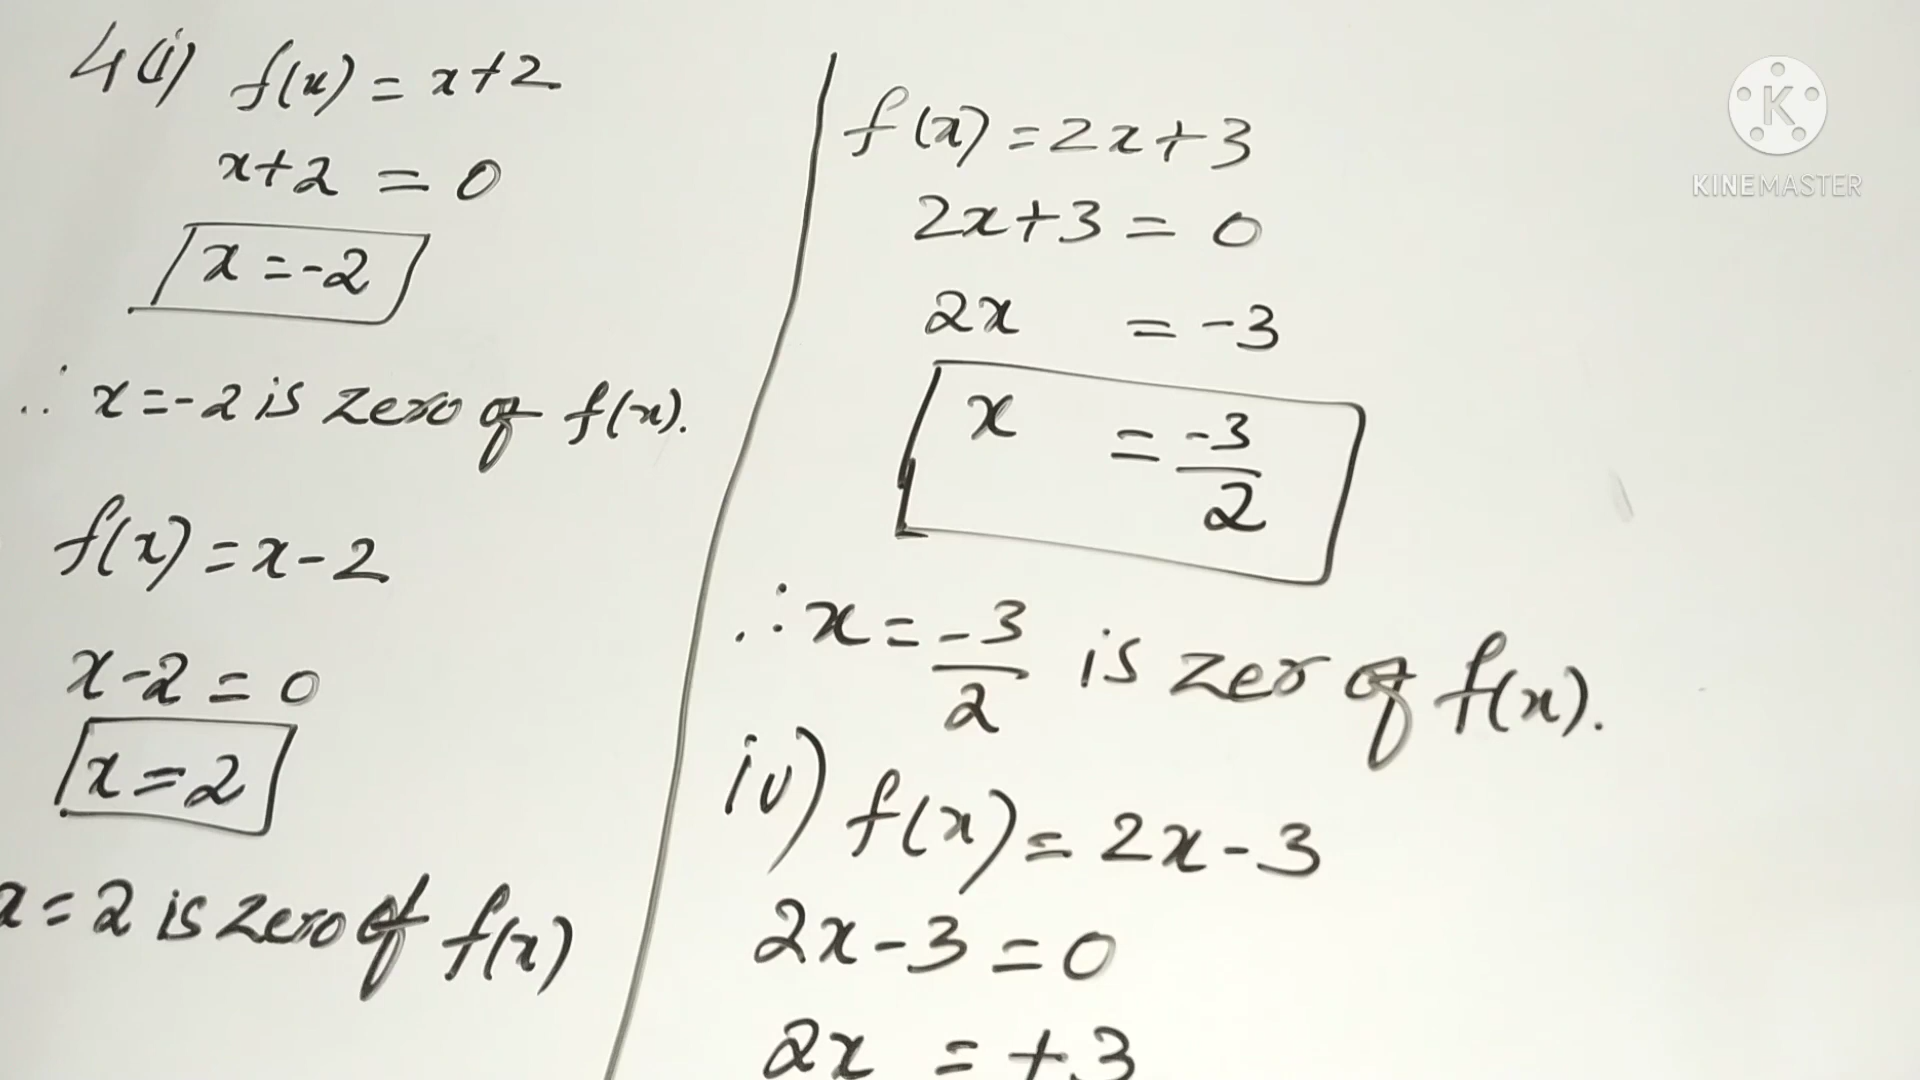 4(i) f(x) = x+2
x+2 = 0
x = -2
∴ x = -2 is zero of f(x).
f(x) = x-2
x-2 = 0
x = 2
x = 2 is zero of f(x)
f(x) = 2x+3
2x+3 = 0
2x = -3
x = -3/2
∴ x = -3/2 is zer of f(x).
iv) f(x) = 2x-3
2x-3 = 0
2x = +3
K
KINEMASTER